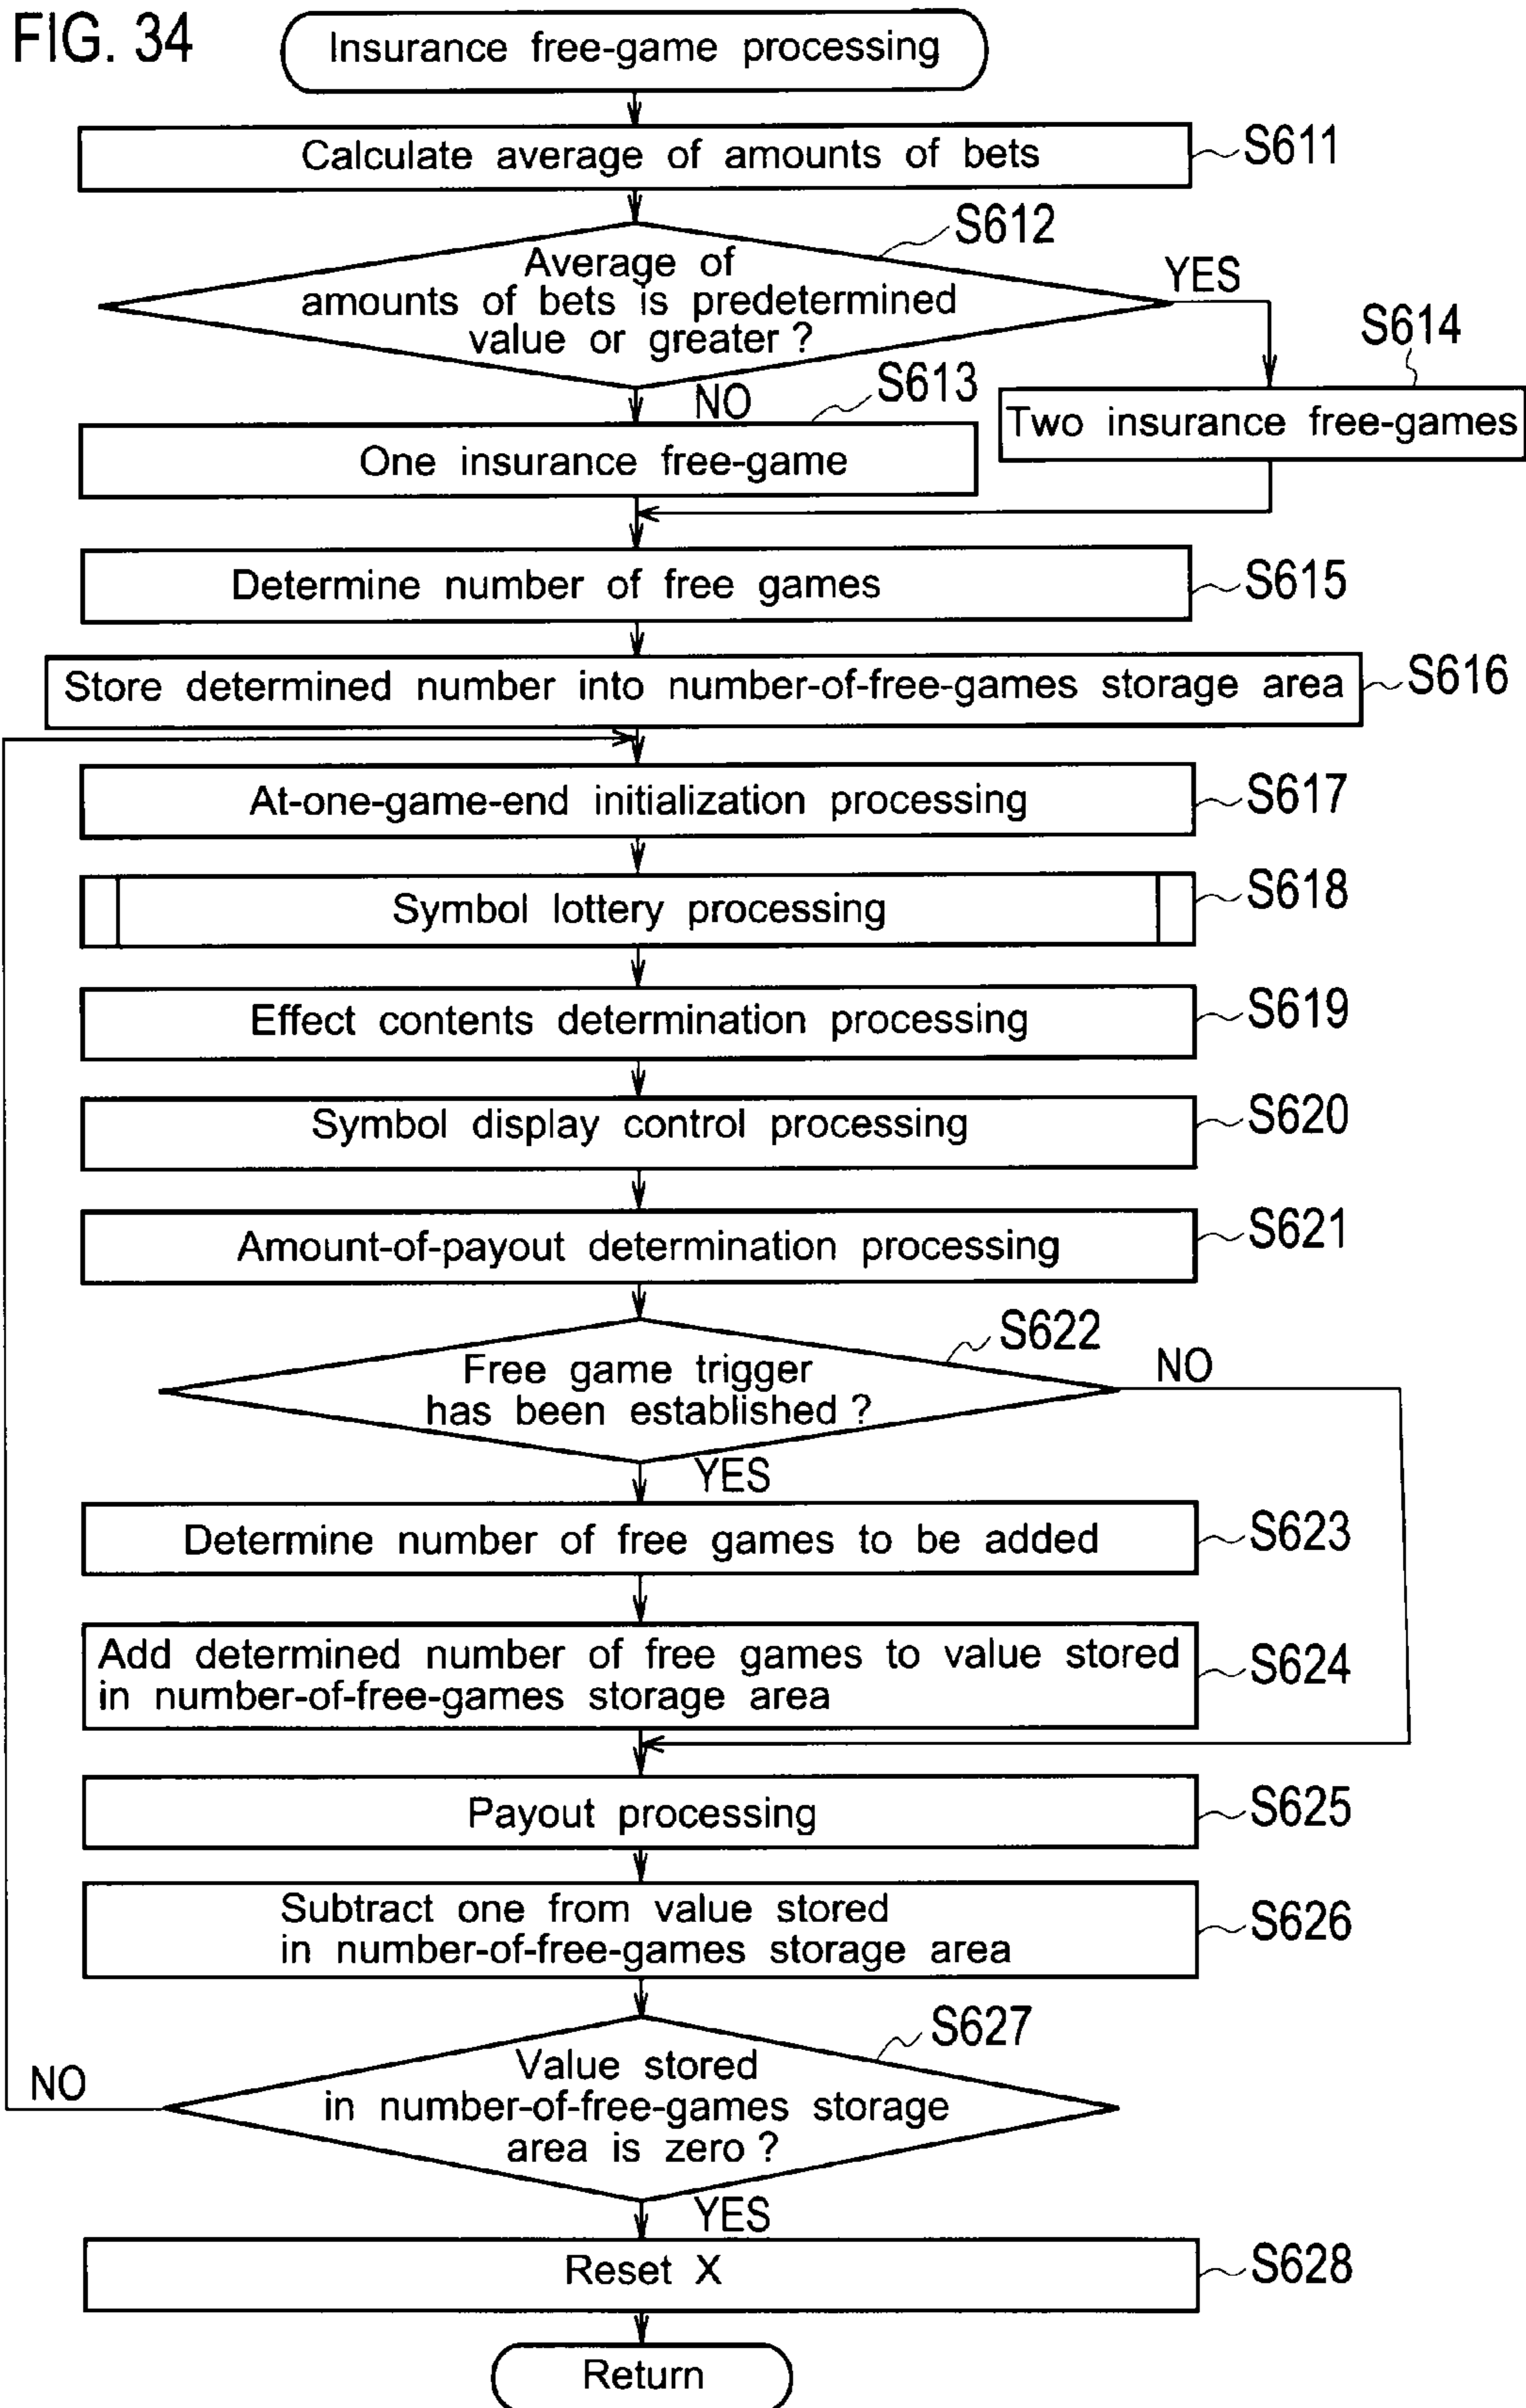 FIG. 34
Insurance free-game processing
Calculate average of amounts of bets
S611
S612
Average of
amounts of bets is predetermined
value or greater ?
YES
S614
Two insurance free-games
NO
S613
One insurance free-game
Determine number of free games
S615
Store determined number into number-of-free-games storage area
S616
At-one-game-end initialization processing
S617
Symbol lottery processing
S618
Effect contents determination processing
S619
Symbol display control processing
S620
Amount-of-payout determination processing
S621
S622
Free game trigger
has been established ?
NO
YES
Determine number of free games to be added
S623
Add determined number of free games to value stored
in number-of-free-games storage area
S624
Payout processing
S625
Subtract one from value stored
in number-of-free-games storage area
S626
S627
Value stored
in number-of-free-games storage
area is zero ?
NO
YES
Reset X
S628
Return